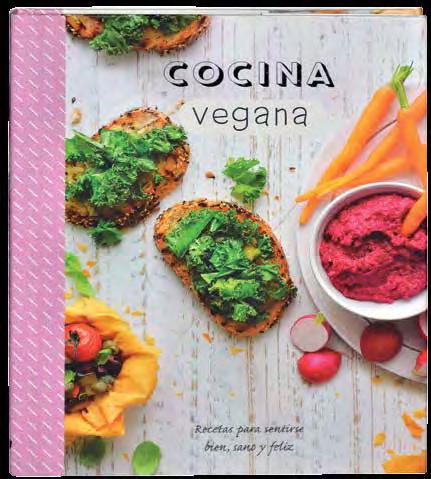 COCINA
vegana
Recetas para sentirse
bien, sano y feliz